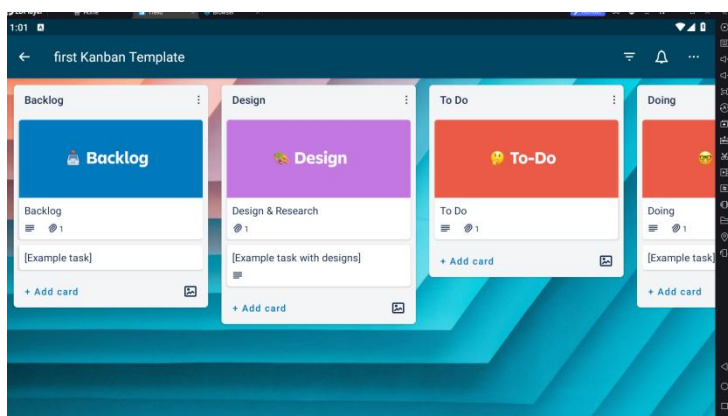 Home
Browser
1:01
first Kanban Template
Backlog
Backlog
Backlog
1
[Example task]
+ Add card
Design
Design
Design & Research
1
[Example task with designs]
+ Add card
To Do
To-Do
To Do
1
+ Add card
Doing
Doing
1
[Example task]
+ Add card